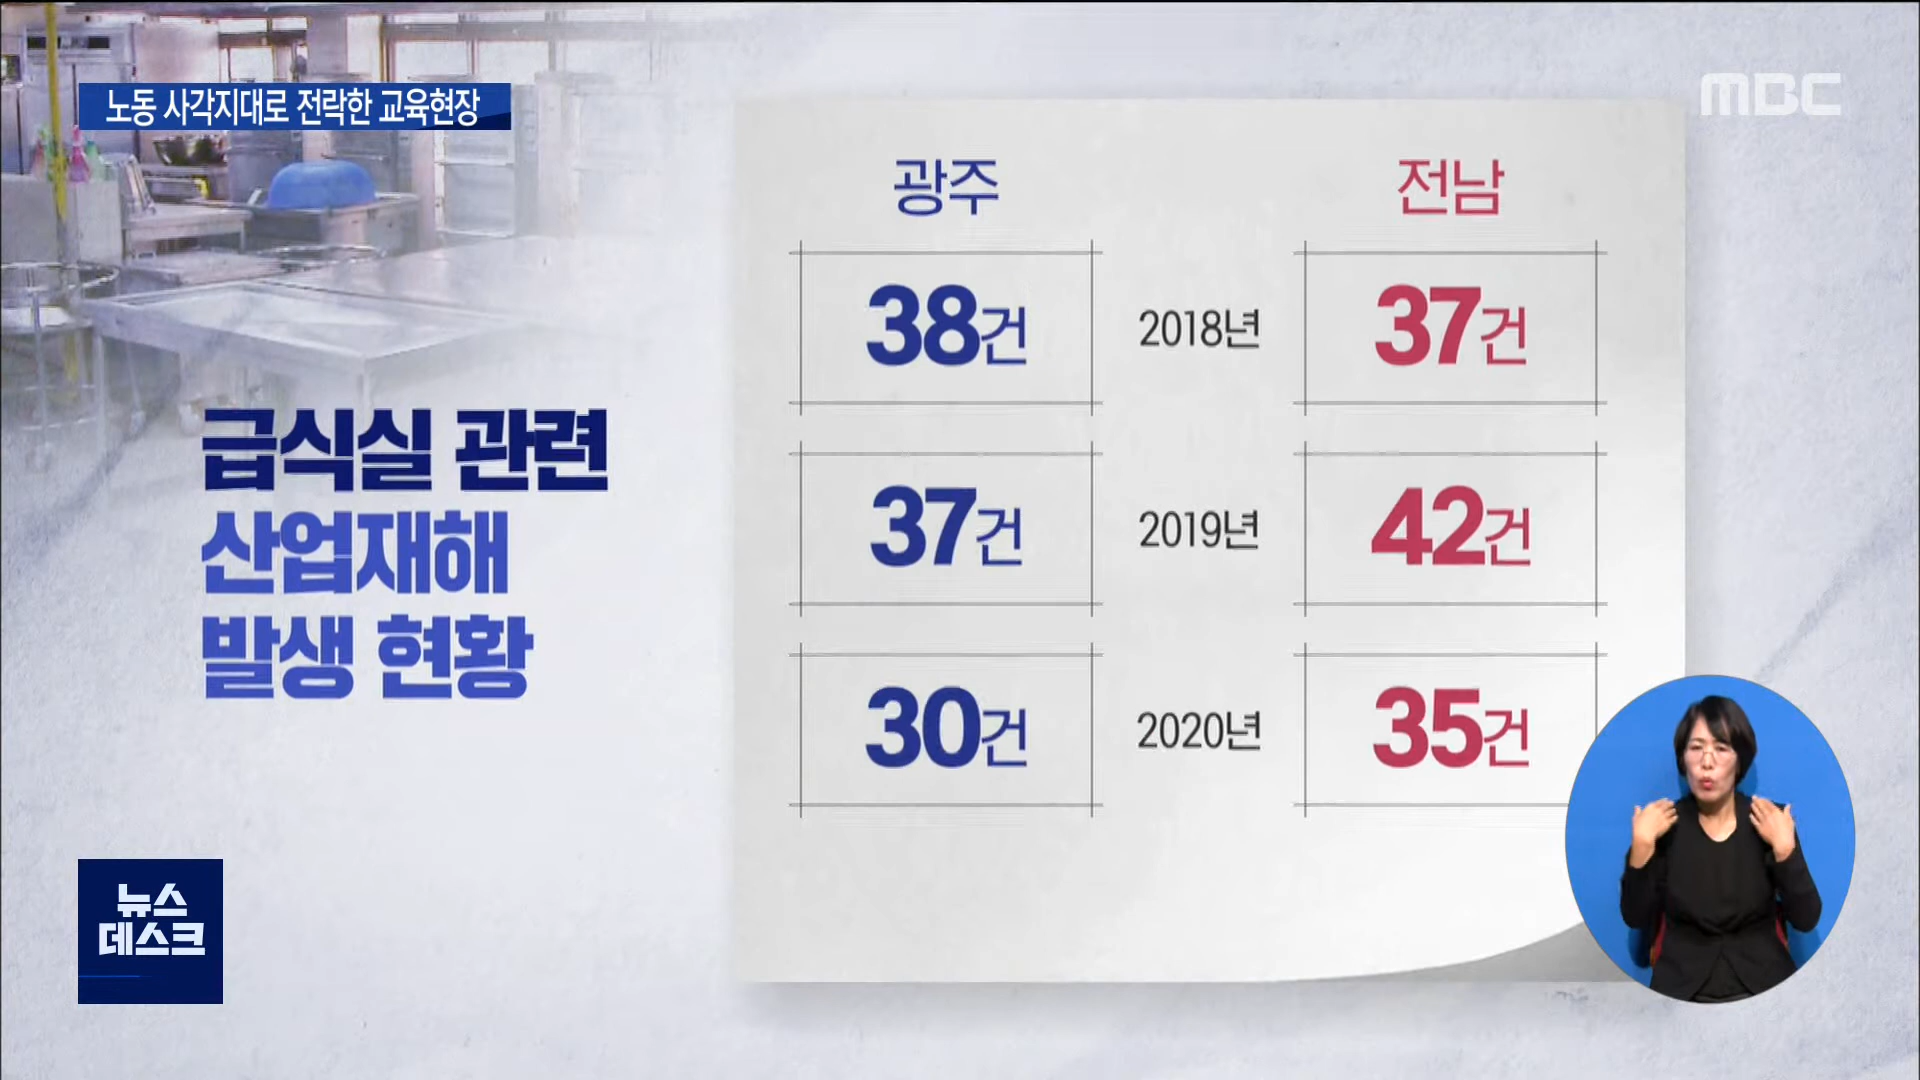 노동 사각지대로 전락한 교육현장
MBC
급식실 관련
산업재해
발생 현황
광주 전남
38건 2018년 37건
37건 2019년 42건
30건 2020년 35건
뉴스
데스크